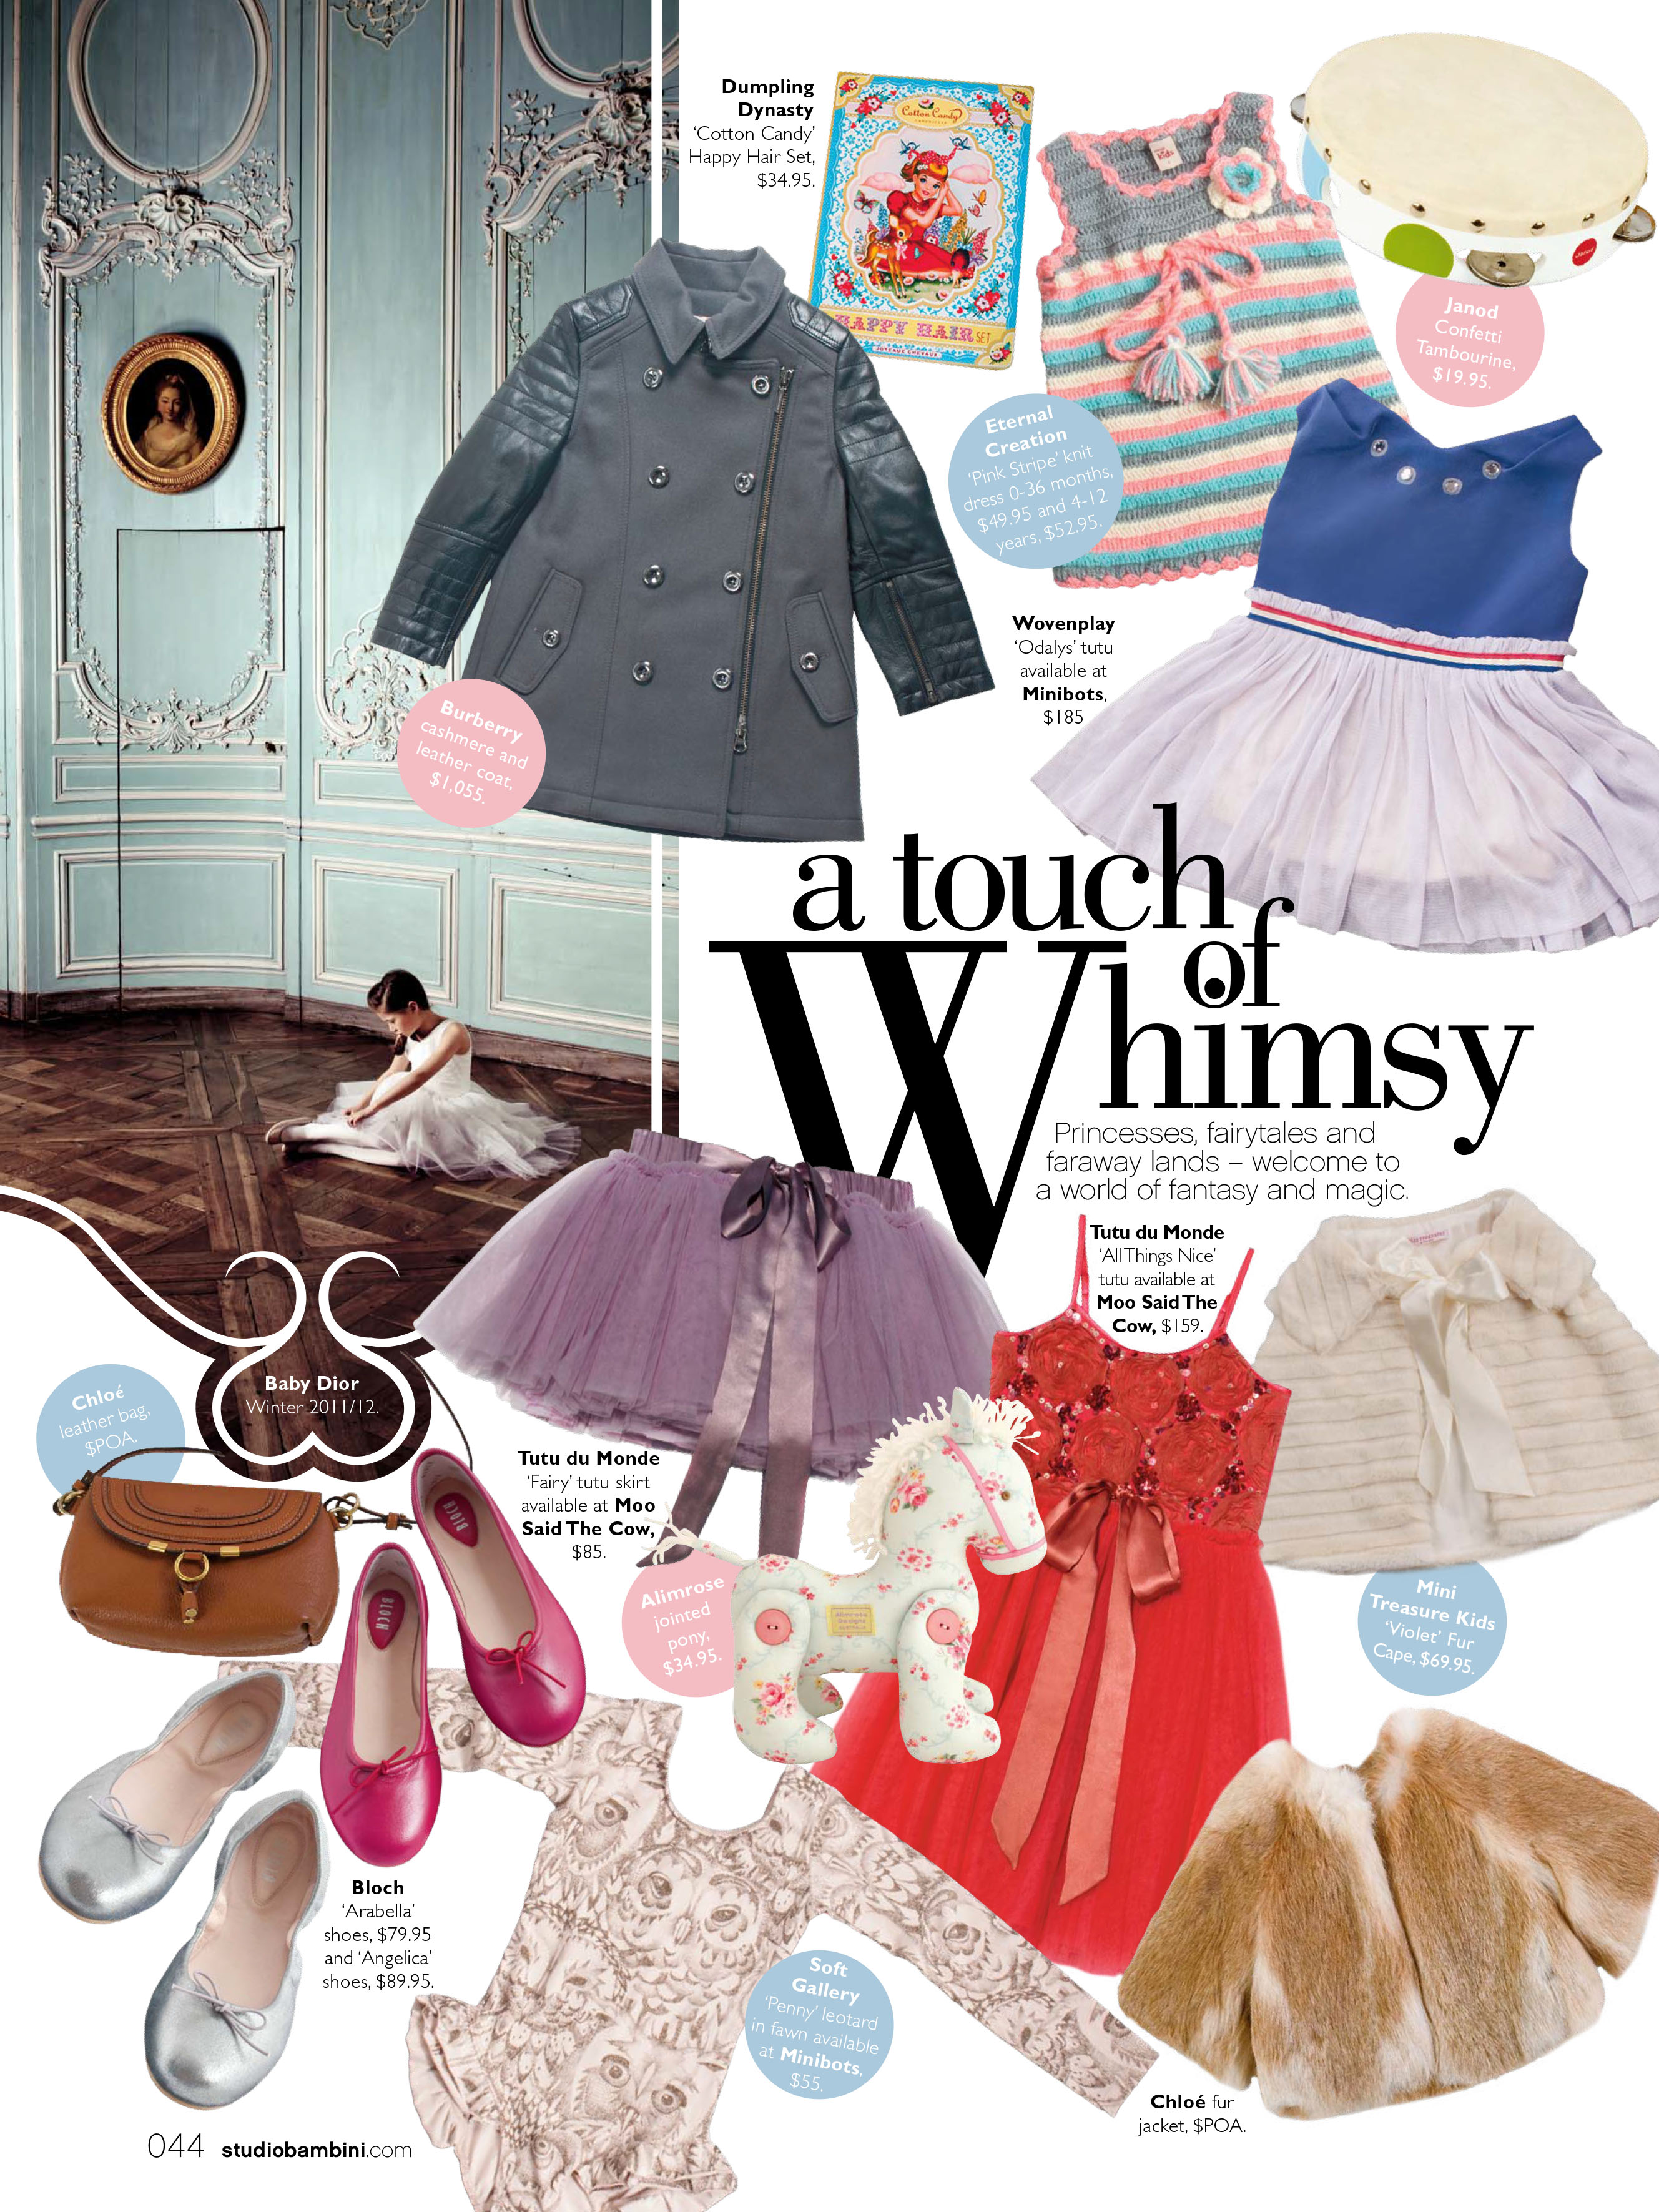 Dumpling
Dynasty
‘Cotton Candy’
Happy Hair Set,
$34.95.
Cotton Candy
HAPPY HAIR SET
JOYEUX CHEVAUX
kids
Janod
Janod
Confetti
Tambourine,
$19.95.
Eternal
Creation
‘Pink Stripe’ knit
dress 0-36 months,
$49.95 and 4-12
years, $52.95.
Wovenplay
‘Odalys’ tutu
available at
Minibots,
$185
Burberry
cashmere and
leather coat,
$1,055.
a touch
of
Whimsy
Princesses, fairytales and
faraway lands – welcome to
a world of fantasy and magic.
Tutu du Monde
‘All Things Nice’
tutu available at
Moo Said The
Cow, $159.
Baby Dior
Winter 2011/12.
Chloé
leather bag,
$POA.
Tutu du Monde
‘Fairy’ tutu skirt
available at Moo
Said The Cow,
$85.
BLOCH
BLOCH
Alimrose
jointed
pony,
$34.95.
Alimrose
Designs
AUSTRALIA
Mini
Treasure Kids
‘Violet’ Fur
Cape, $69.95.
Bloch
‘Arabella’
shoes, $79.95
and ‘Angelica’
shoes, $89.95.
Soft
Gallery
‘Penny’ leotard
in fawn available
at Minibots,
$55.
Chloé fur
jacket, $POA.
044 studiobambini.com